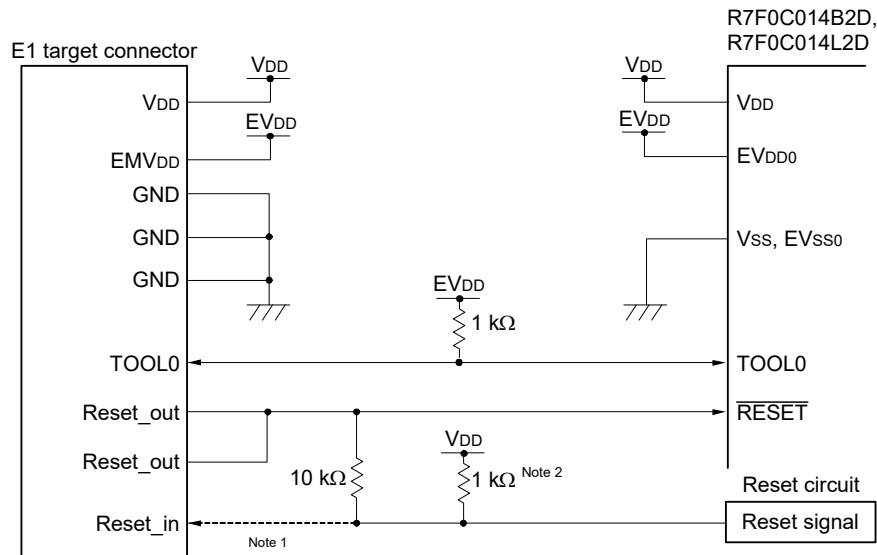 R7F0C014B2D,
R7F0C014L2D
E1 target connector
VDD
VDD
VDD
VDD
EVDD
EVDD
EMVDD
EVDD0
GND
GND
VSS, EVSS0
GND
EVDD
1 kΩ
TOOL0
TOOL0
Reset_out
RESET
VDD
Reset_out
10 kΩ
1 kΩ Note 2
Reset circuit
Reset_in
Reset signal
Note 1